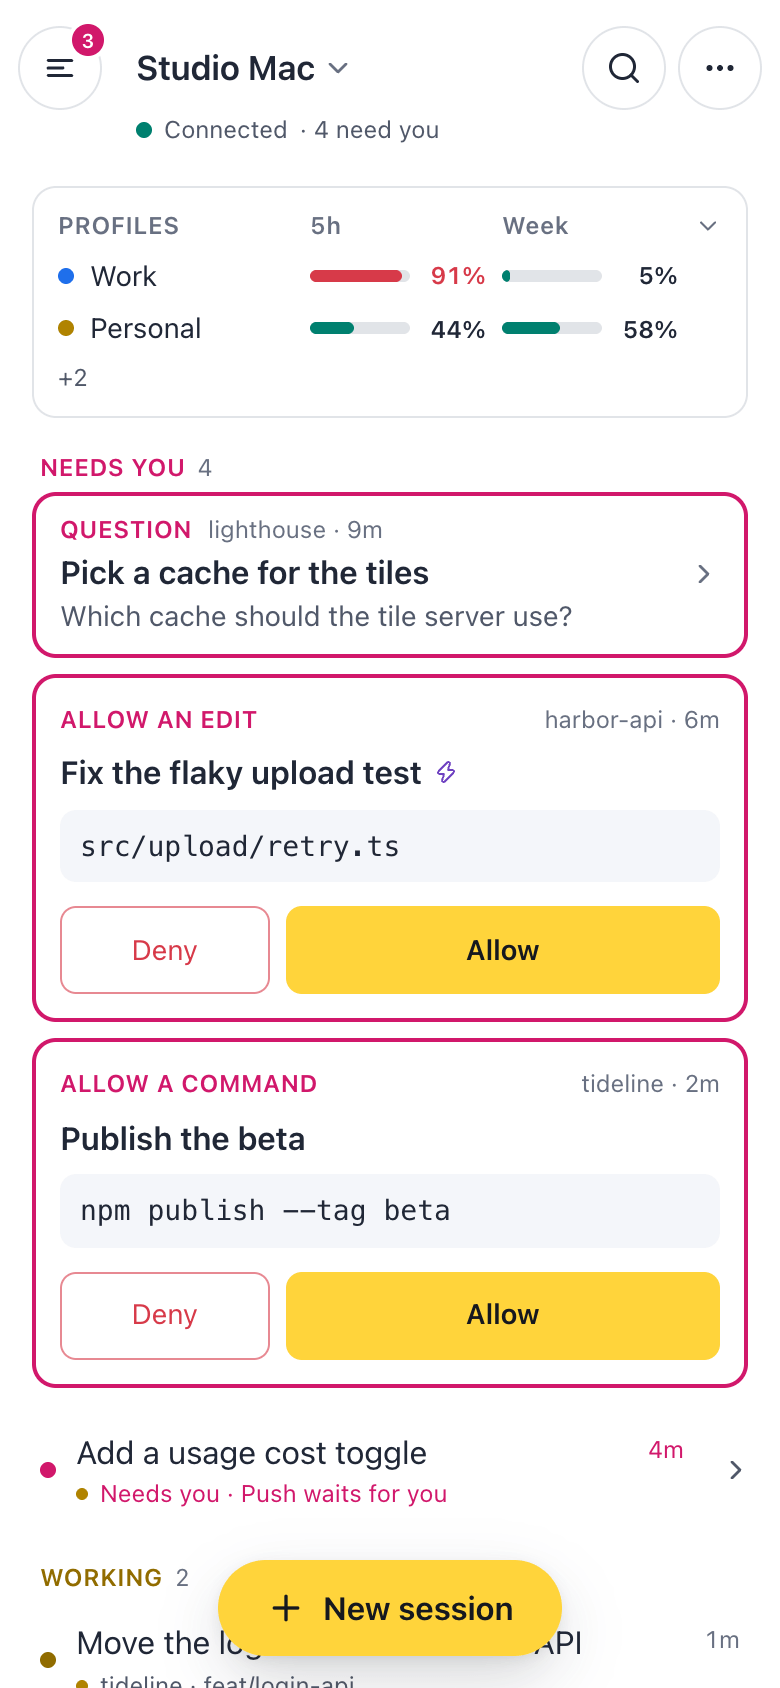 3
Studio Mac
Connected · 4 need you
PROFILES 5h Week
Work 91% 5%
Personal 44% 58%
+2
NEEDS YOU 4
QUESTION lighthouse · 9m
Pick a cache for the tiles
Which cache should the tile server use?
ALLOW AN EDIT harbor-api · 6m
Fix the flaky upload test
src/upload/retry.ts
Deny Allow
ALLOW A COMMAND tideline · 2m
Publish the beta
npm publish --tag beta
Deny Allow
Add a usage cost toggle 4m
Needs you · Push waits for you
WORKING 2
New session
Move the API 1m
tideline · feat/login-api